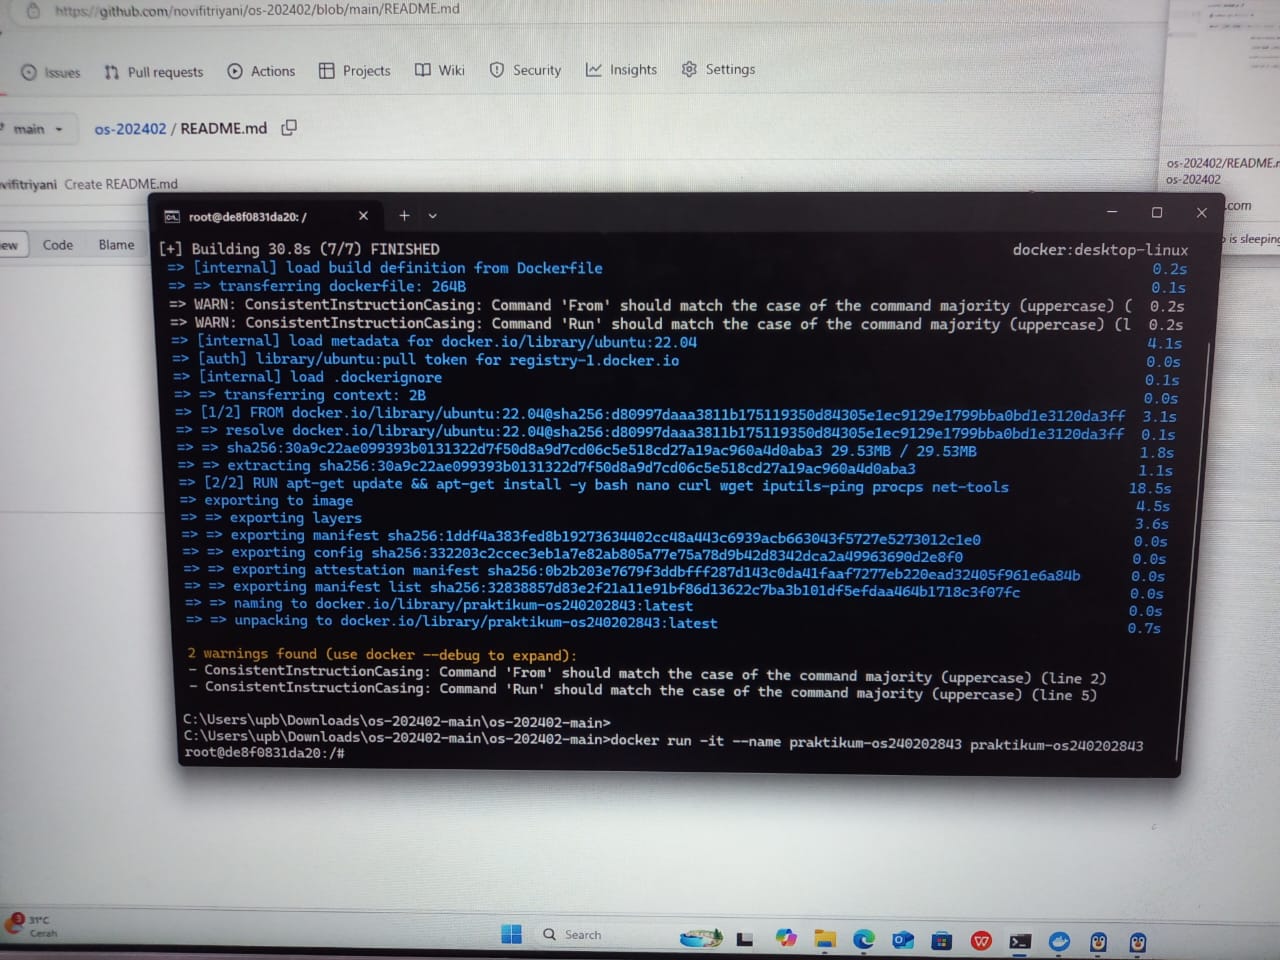 https://github.com/novifitriyani/os-202402/blob/main/README.md
Issues Pull requests Actions Projects Wiki Security Insights Settings
main os-202402 / README.md
os-202402/README.
os-202402
Create README.md
.com
is sleeping
Code Blame
root@de8f0831da20: /
[+] Building 30.8s (7/7) FINISHED docker:desktop-linux
=> [internal] load build definition from Dockerfile 0.2s
=> => transferring dockerfile: 264B 0.1s
=> WARN: ConsistentInstructionCasing: Command 'From' should match the case of the command majority (uppercase) ( 0.2s
=> WARN: ConsistentInstructionCasing: Command 'Run' should match the case of the command majority (uppercase) (l 0.2s
=> [internal] load metadata for docker.io/library/ubuntu:22.04 4.1s
=> [auth] library/ubuntu:pull token for registry-1.docker.io 0.0s
=> [internal] load .dockerignore 0.1s
=> => transferring context: 2B 0.0s
=> [1/2] FROM docker.io/library/ubuntu:22.04@sha256:d80997daaa3811b175119350d84305e1ec9129e1799bba0bd1e3120da3ff 3.1s
=> => resolve docker.io/library/ubuntu:22.04@sha256:d80997daaa3811b175119350d84305e1ec9129e1799bba0bd1e3120da3ff 0.1s
=> => sha256:30a9c22ae099393b0131322d7f50d8a9d7cd06c5e518cd27a19ac960a4d0aba3 29.53MB / 29.53MB 1.8s
=> => extracting sha256:30a9c22ae099393b0131322d7f50d8a9d7cd06c5e518cd27a19ac960a4d0aba3 1.1s
=> [2/2] RUN apt-get update && apt-get install -y bash nano curl wget iputils-ping procps net-tools 18.5s
=> exporting to image 4.5s
=> => exporting layers 3.6s
=> => exporting manifest sha256:1ddf4a383fed8b19273634402cc48a443c6939acb663043f5727e5273012c1e0 0.0s
=> => exporting config sha256:332203c2ccec3eb1a7e82ab805a77e75a78d9b42d8342dca2a49963690d2e8f0 0.0s
=> => exporting attestation manifest sha256:0b2b203e7679f3ddbfff287d143c0da41faaf7277eb220ead32405f961e6a84b 0.0s
=> => exporting manifest list sha256:32838857d83e2f21a11e91bf86d13622c7ba3b101df5efdaa464b1718c3f07fc 0.0s
=> => naming to docker.io/library/praktikum-os240202843:latest 0.0s
=> => unpacking to docker.io/library/praktikum-os240202843:latest 0.7s
2 warnings found (use docker --debug to expand):
- ConsistentInstructionCasing: Command 'From' should match the case of the command majority (uppercase) (line 2)
- ConsistentInstructionCasing: Command 'Run' should match the case of the command majority (uppercase) (line 5)
C:\Users\upb\Downloads\os-202402-main\os-202402-main>
C:\Users\upb\Downloads\os-202402-main\os-202402-main>docker run -it --name praktikum-os240202843 praktikum-os240202843
root@de8f0831da20:/#
3
31°C
Cerah
Search